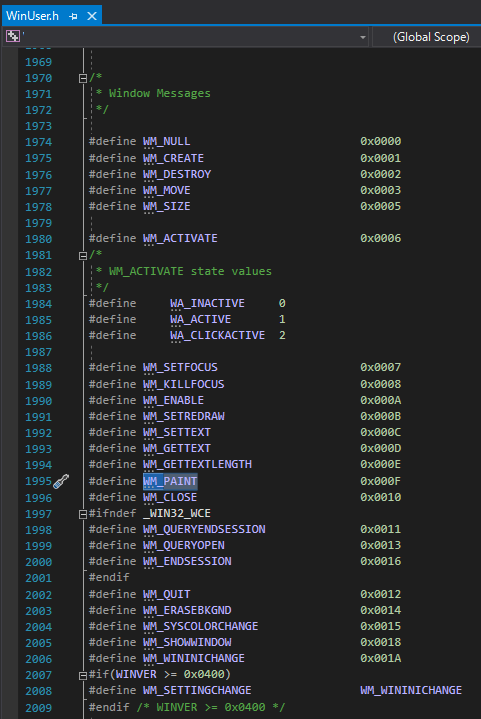 WinUser.h
(Global Scope)
1969
1970 /*
1971 * Window Messages
1972 */
1973
1974 #define WM_NULL 0x0000
1975 #define WM_CREATE 0x0001
1976 #define WM_DESTROY 0x0002
1977 #define WM_MOVE 0x0003
1978 #define WM_SIZE 0x0005
1979
1980 #define WM_ACTIVATE 0x0006
1981 /*
1982 * WM_ACTIVATE state values
1983 */
1984 #define WA_INACTIVE 0
1985 #define WA_ACTIVE 1
1986 #define WA_CLICKACTIVE 2
1987
1988 #define WM_SETFOCUS 0x0007
1989 #define WM_KILLFOCUS 0x0008
1990 #define WM_ENABLE 0x000A
1991 #define WM_SETREDRAW 0x000B
1992 #define WM_SETTEXT 0x000C
1993 #define WM_GETTEXT 0x000D
1994 #define WM_GETTEXTLENGTH 0x000E
1995 #define WM_PAINT 0x000F
1996 #define WM_CLOSE 0x0010
1997 #ifndef _WIN32_WCE
1998 #define WM_QUERYENDSESSION 0x0011
1999 #define WM_QUERYOPEN 0x0013
2000 #define WM_ENDSESSION 0x0016
2001 #endif
2002 #define WM_QUIT 0x0012
2003 #define WM_ERASEBKGND 0x0014
2004 #define WM_SYSCOLORCHANGE 0x0015
2005 #define WM_SHOWWINDOW 0x0018
2006 #define WM_WININICHANGE 0x001A
2007 #if(WINVER >= 0x0400)
2008 #define WM_SETTINGCHANGE WM_WININICHANGE
2009 #endif /* WINVER >= 0x0400 */